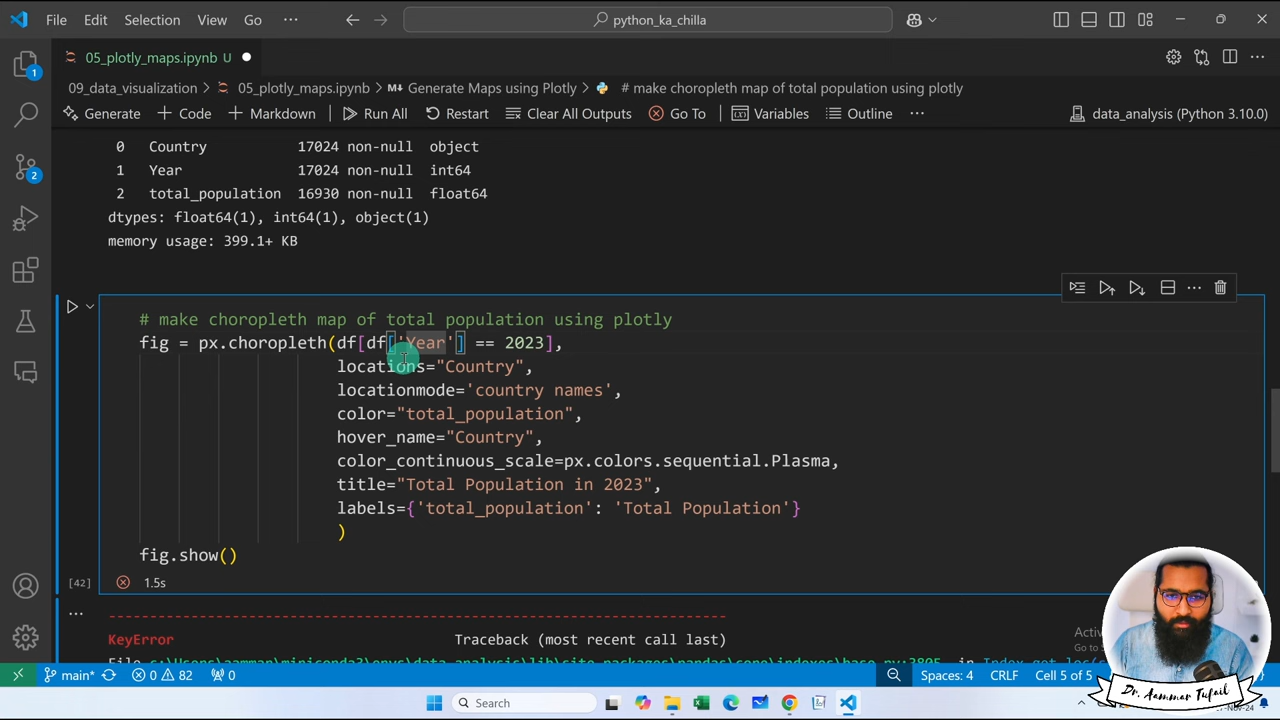 File Edit Selection View Go ··· python_ka_chilla
05_plotly_maps.ipynb U
09_data_visualization > 05_plotly_maps.ipynb > Generate Maps using Plotly > # make choropleth map of total population using plotly
Generate + Code + Markdown Run All Restart Clear All Outputs Go To Variables Outline ··· data_analysis (Python 3.10.0)
0 Country 17024 non-null object
1 Year 17024 non-null int64
2 total_population 16930 non-null float64
dtypes: float64(1), int64(1), object(1)
memory usage: 399.1+ KB
# make choropleth map of total population using plotly
fig = px.choropleth(df[df['Year'] == 2023],
locations="Country",
locationmode='country names',
color="total_population",
hover_name="Country",
color_continuous_scale=px.colors.sequential.Plasma,
title="Total Population in 2023",
labels={'total_population': 'Total Population'}
)
fig.show()
[42] 1.5s
---------------------------------------------------------------------------
KeyError Traceback (most recent call last)
main* 0 82 0 Spaces: 4 CRLF Cell 5 of 5
Search
Dr. Aammar Tufail